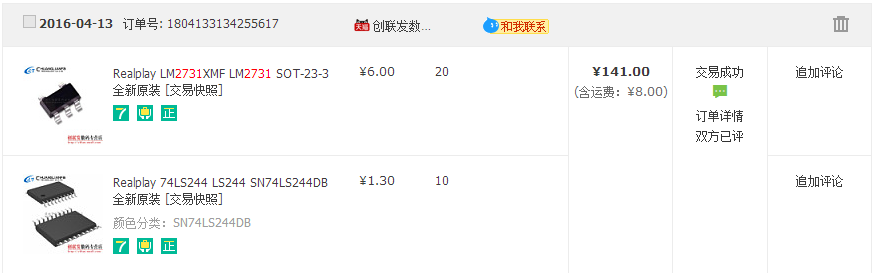 2016-04-13 订单号: 1804133134255617 天猫 创联发数... 和我联系
Realplay LM2731XMF LM2731 SOT-23-3 ¥6.00 20 ¥141.00 交易成功 追加评论
全新原装 [交易快照] (含运费: ¥8.00)
7 正 订单详情
双方已评
Realplay 74LS244 LS244 SN74LS244DB ¥1.30 10 追加评论
全新原装 [交易快照]
颜色分类: SN74LS244DB
7 正